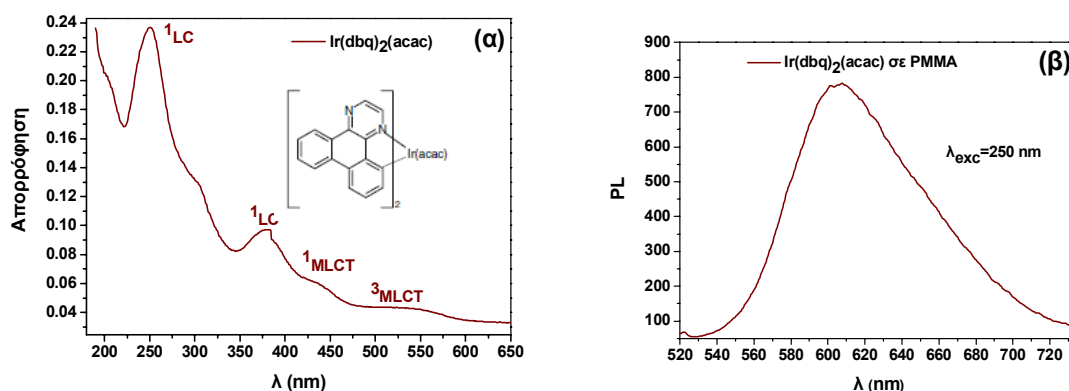 0.24
0.22
0.20
0.18
0.16
0.14
0.12
0.10
0.08
0.06
0.04
Απορρόφηση
¹LC
Ir(dbq)₂(acac)
(α)
N
N
Ir(acac)
2
¹LC
¹MLCT
³MLCT
200 250 300 350 400 450 500 550 600 650
λ (nm)
900
800
700
600
500
400
300
200
100
PL
Ir(dbq)₂(acac) σε PMMA
(β)
λexc=250 nm
520 540 560 580 600 620 640 660 680 700 720
λ (nm)